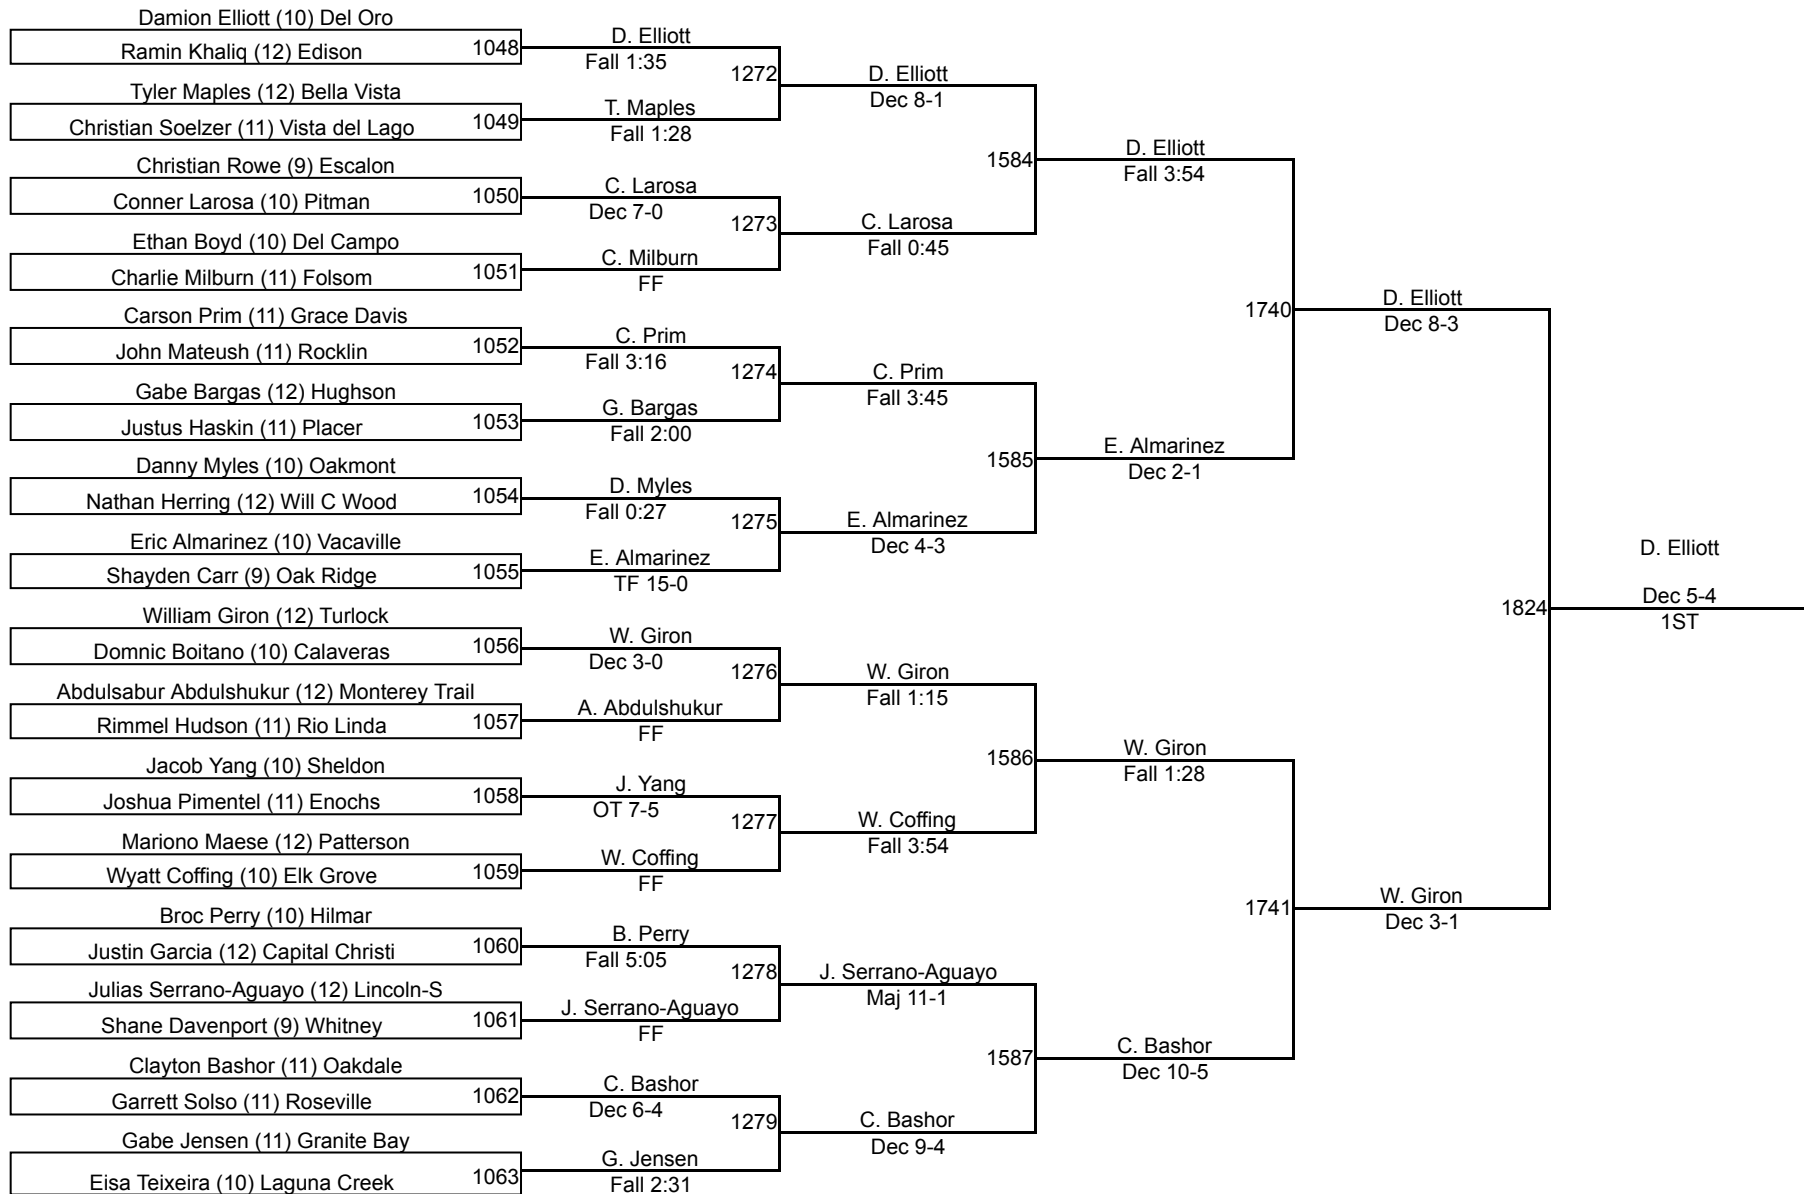 Damion Elliott (10) Del Oro
Ramin Khaliq (12) Edison
1048
Tyler Maples (12) Bella Vista
Christian Soelzer (11) Vista del Lago
1049
Christian Rowe (9) Escalon
Conner Larosa (10) Pitman
1050
Ethan Boyd (10) Del Campo
Charlie Milburn (11) Folsom
1051
Carson Prim (11) Grace Davis
John Mateush (11) Rocklin
1052
Gabe Bargas (12) Hughson
Justus Haskin (11) Placer
1053
Danny Myles (10) Oakmont
Nathan Herring (12) Will C Wood
1054
Eric Almarinez (10) Vacaville
Shayden Carr (9) Oak Ridge
1055
William Giron (12) Turlock
Domnic Boitano (10) Calaveras
1056
Abdulsabur Abdulshukur (12) Monterey Trail
Rimmel Hudson (11) Rio Linda
1057
Jacob Yang (10) Sheldon
Joshua Pimentel (11) Enochs
1058
Mariono Maese (12) Patterson
Wyatt Coffing (10) Elk Grove
1059
Broc Perry (10) Hilmar
Justin Garcia (12) Capital Christi
1060
Julias Serrano-Aguayo (12) Lincoln-S
Shane Davenport (9) Whitney
1061
Clayton Bashor (11) Oakdale
Garrett Solso (11) Roseville
1062
Gabe Jensen (11) Granite Bay
Eisa Teixeira (10) Laguna Creek
1063
D. Elliott
Fall 1:35
1272
T. Maples
Fall 1:28
C. Larosa
Dec 7-0
1273
C. Milburn
FF
C. Prim
Fall 3:16
1274
G. Bargas
Fall 2:00
D. Myles
Fall 0:27
1275
E. Almarinez
TF 15-0
W. Giron
Dec 3-0
1276
A. Abdulshukur
FF
J. Yang
OT 7-5
1277
W. Coffing
FF
B. Perry
Fall 5:05
1278
J. Serrano-Aguayo
FF
C. Bashor
Dec 6-4
1279
G. Jensen
Fall 2:31
D. Elliott
Dec 8-1
1584
C. Larosa
Fall 0:45
C. Prim
Fall 3:45
1585
E. Almarinez
Dec 4-3
W. Giron
Fall 1:15
1586
W. Coffing
Fall 3:54
J. Serrano-Aguayo
Maj 11-1
1587
C. Bashor
Dec 9-4
D. Elliott
Fall 3:54
1740
E. Almarinez
Dec 2-1
W. Giron
Fall 1:28
1741
C. Bashor
Dec 10-5
D. Elliott
Dec 8-3
1824
W. Giron
Dec 3-1
D. Elliott
Dec 5-4
1ST